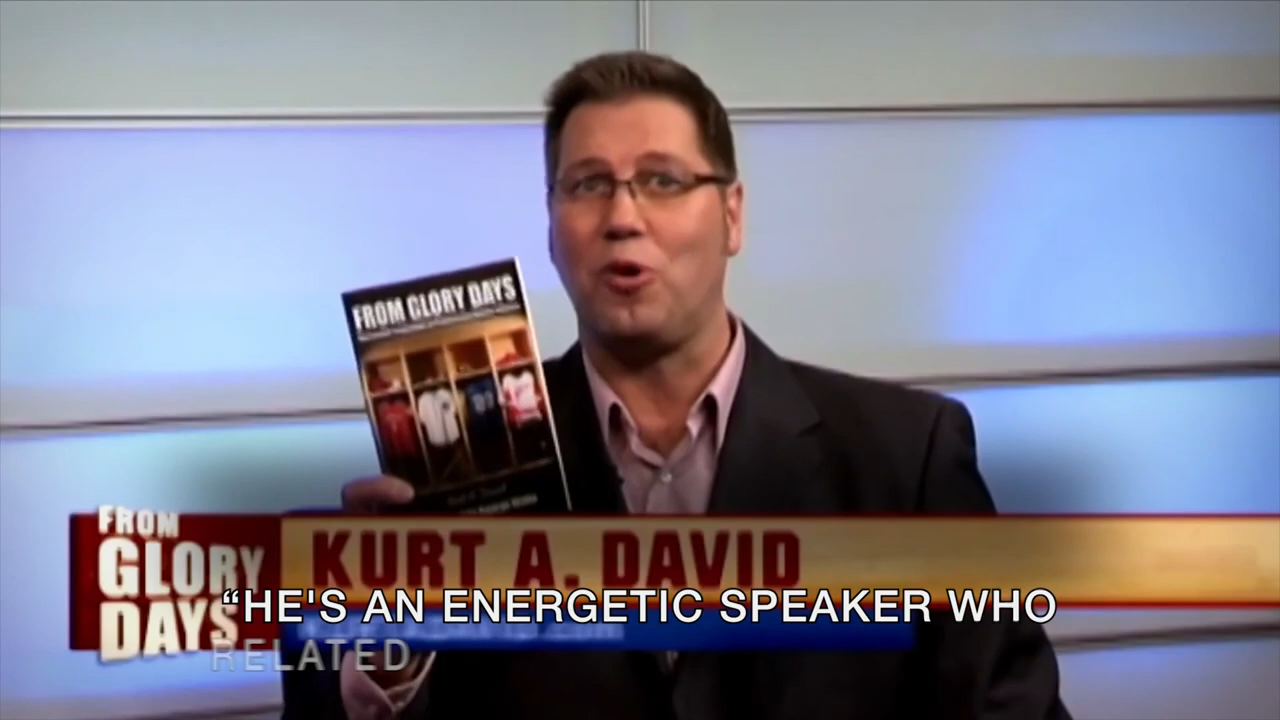 FROM GLORY DAYS
FROM
GLORY
DAYS
KURT A. DAVID
“HE'S AN ENERGETIC SPEAKER WHO
RELATED